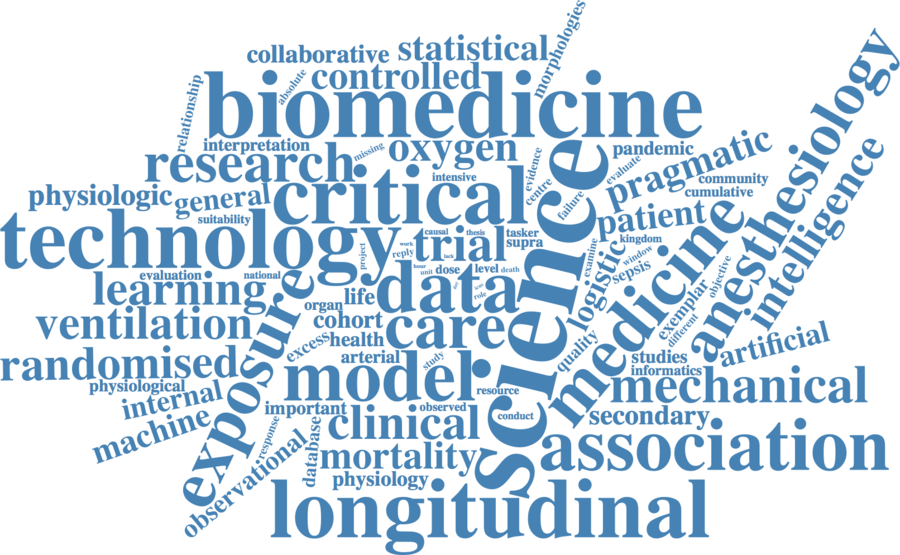 morphologies
collaborative
statistical
controlled
absolute
relationship
biomedicine
anesthesiology
interpretation
missing
oxygen
pandemic
research
evidence
evaluate
pragmatic
intelligence
intensive
critical
centre
failure
community
cumulative
physiologic
general
suitability
science
patient
technology
causal
thesis
trial
tasker
supra
kingdom
medicine
project
work
reply
lack
examine
window
logistic
sepsis
objective
evaluation
national
learning
exposure
unit
dose
level
death
data
role
exemplar
different
organ
life
ventilation
cohort
care
excess
health
quality
artificial
randomised
arterial
study
studies
informatics
model
physiological
resource
mechanical
internal
important
observed
conduct
secondary
machine
response
clinical
observational
database
mortality
association
physiology
longitudinal